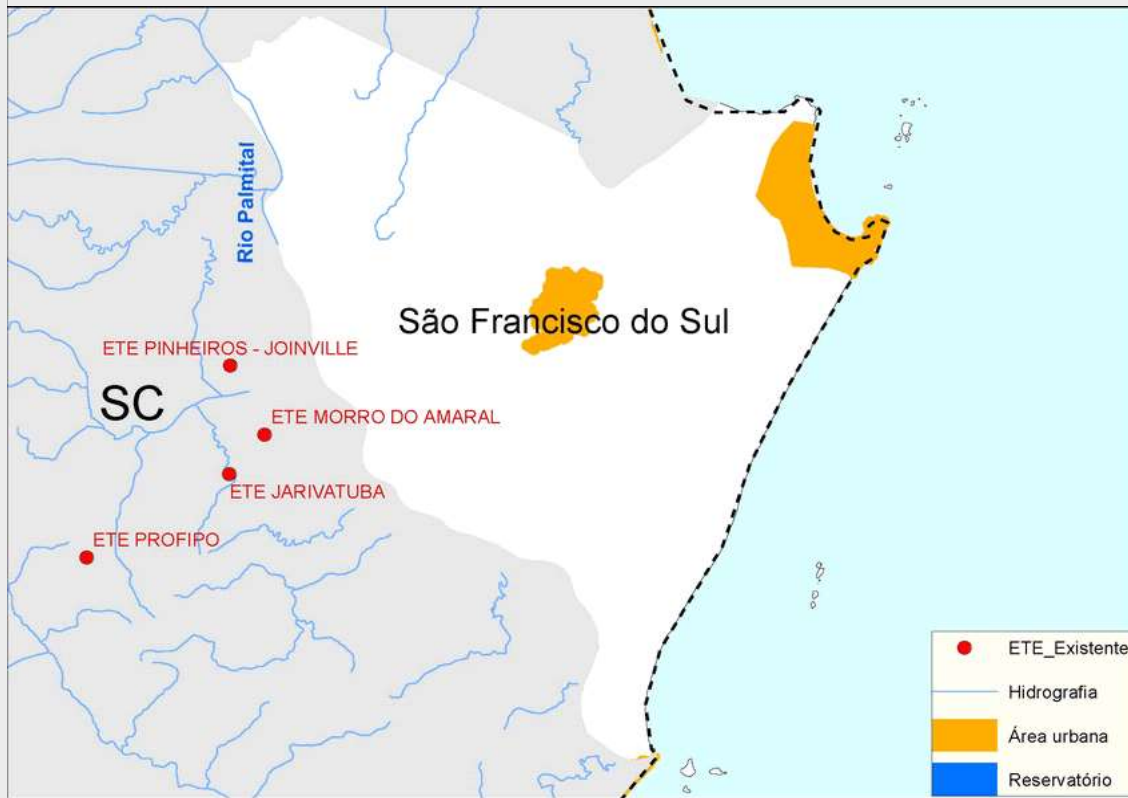 Rio Palmital
São Francisco do Sul
ETE PINHEIROS - JOINVILLE
SC
ETE MORRO DO AMARAL
ETE JARIVATUBA
ETE PROFIPO
ETE_Existente
Hidrografia
Área urbana
Reservatório